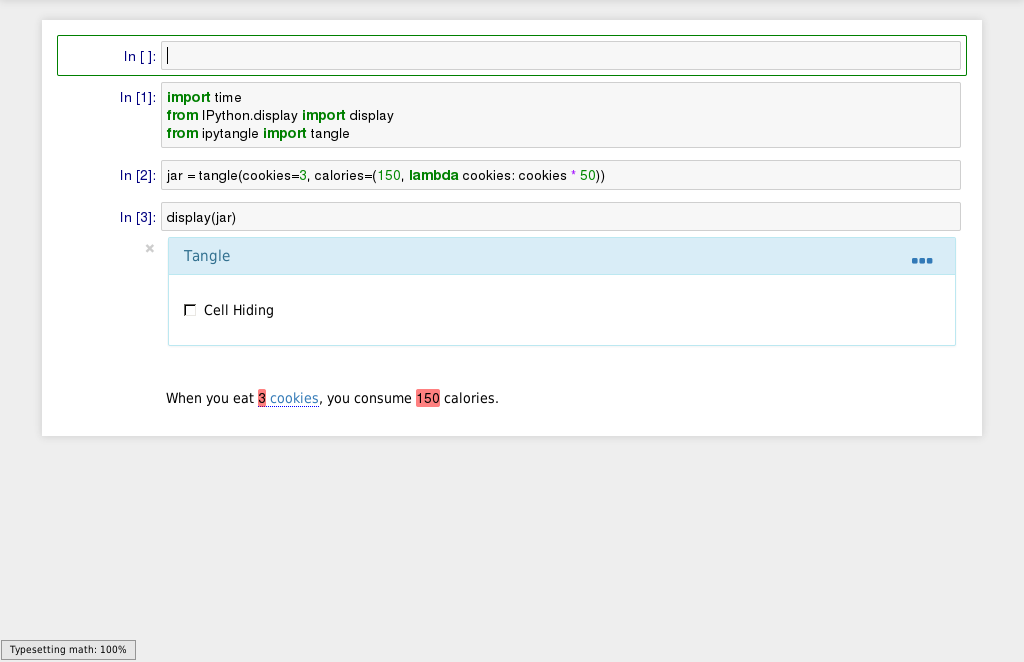 In [ ]:
In [1]: import time
from IPython.display import display
from ipytangle import tangle
In [2]: jar = tangle(cookies=3, calories=(150, lambda cookies: cookies * 50))
In [3]: display(jar)
Tangle
Cell Hiding
When you eat 3 cookies, you consume 150 calories.
Typesetting math: 100%